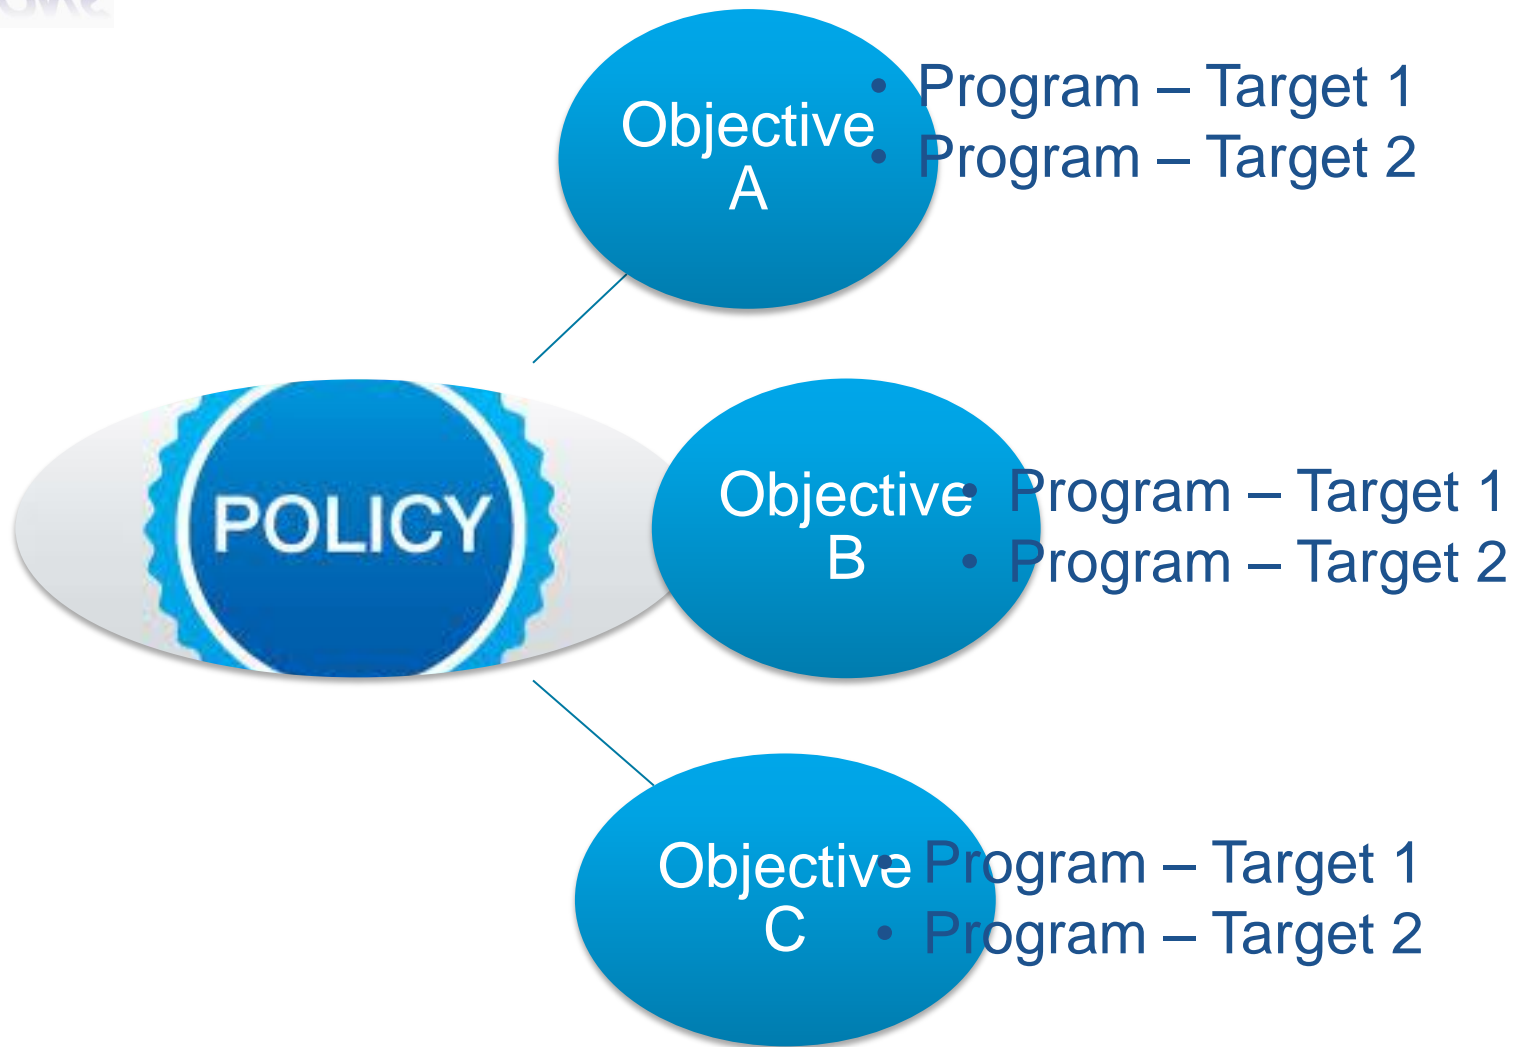 Objective
A
• Program – Target 1
• Program – Target 2
POLICY
Objective
B
• Program – Target 1
• Program – Target 2
Objective
C
• Program – Target 1
• Program – Target 2